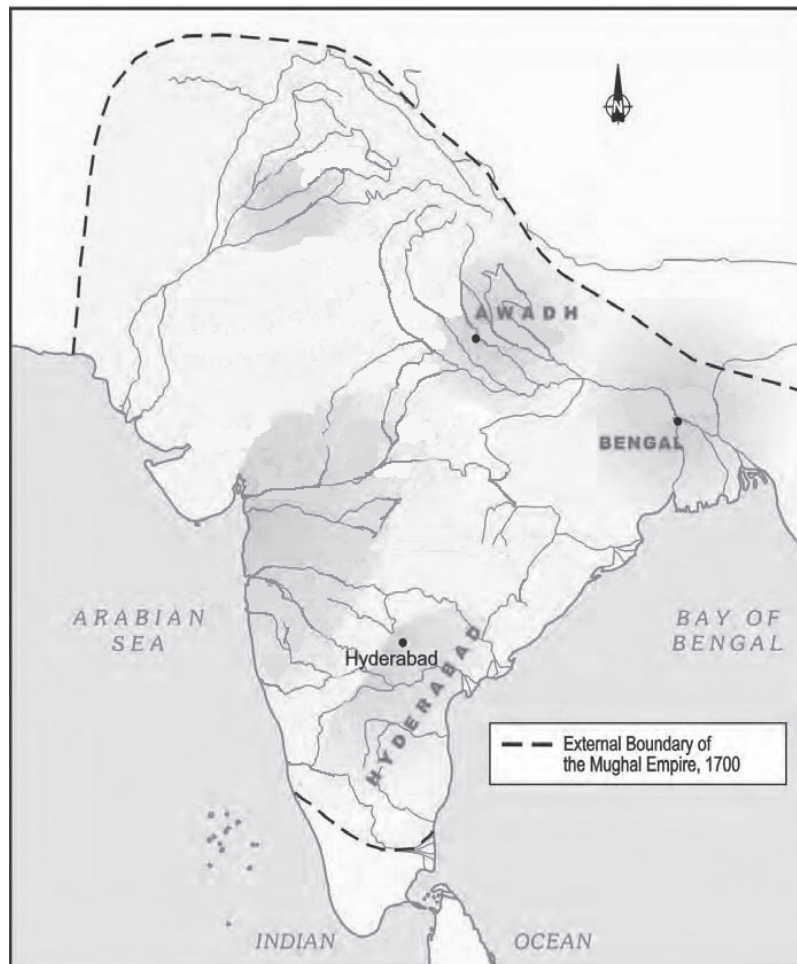 AWADH
BENGAL
ARABIAN
SEA
BAY OF
BENGAL
Hyderabad
HYDERABAD
External Boundary of
the Mughal Empire, 1700
INDIAN
OCEAN